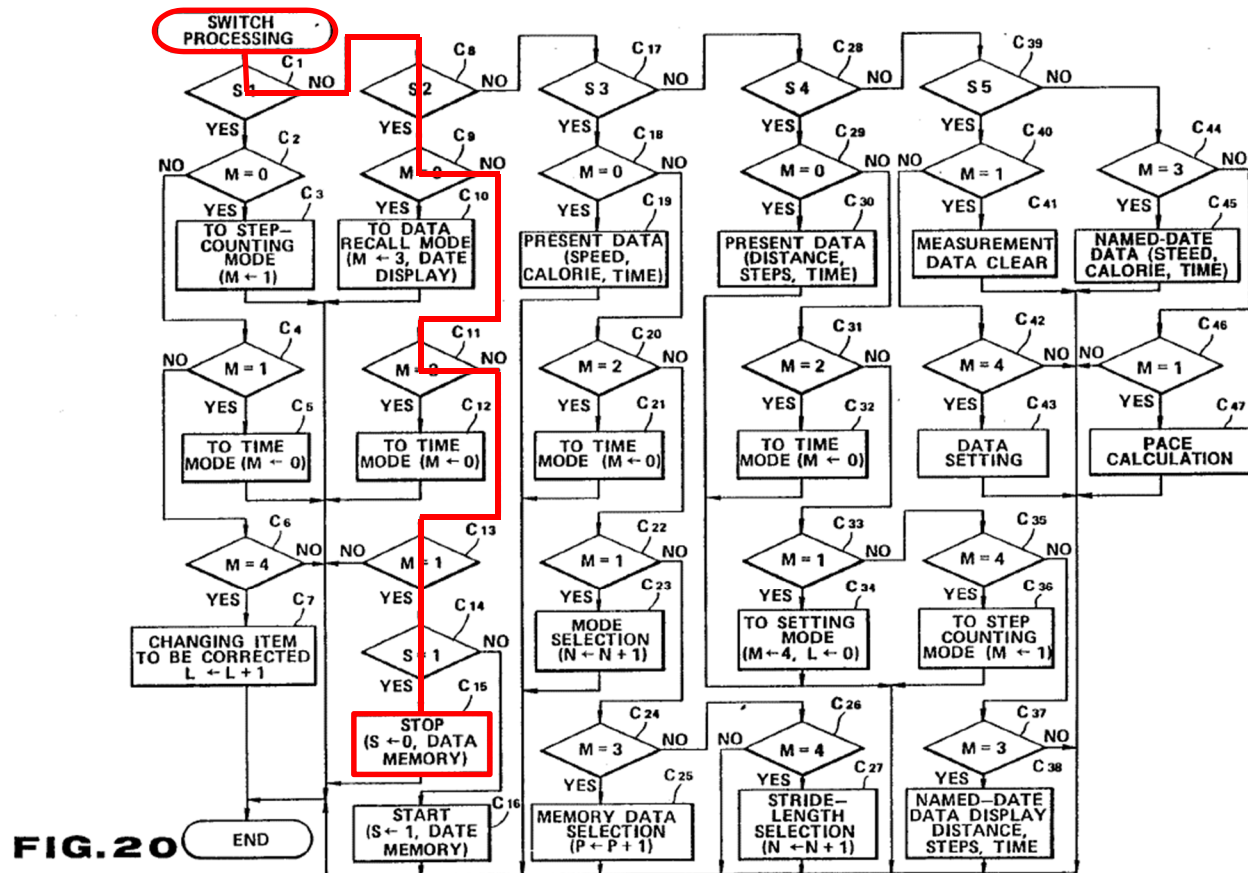 SWITCH
PROCESSING
S1
C1
NO
YES
C2
NO
M=0
YES
C3
TO STEP-
COUNTING
MODE
(M←1)
C4
NO
M=1
YES
C5
TO TIME
MODE (M←0)
C6
M=4
NO
YES
C7
CHANGING ITEM
TO BE CORRECTED
L←L+1
END
C8
S2
NO
YES
C9
NO
YES
C10
TO DATA
RECALL MODE
(M←3, DATE
DISPLAY)
C11
NO
YES
C12
TO TIME
MODE (M←0)
C13
NO
M=1
YES
C14
NO
YES
C15
STOP
(S←0, DATA
MEMORY)
C16
START
(S←1, DATE
MEMORY)
C17
S3
NO
YES
C18
M=0
YES
C19
PRESENT DATA
(SPEED,
CALORIE, TIME)
C20
M=2
YES
C21
TO TIME
MODE (M←0)
C22
M=1
YES
C23
MODE
SELECTION
(N←N+1)
C24
M=3
NO
YES
C25
MEMORY DATA
SELECTION
(P←P+1)
C26
NO
M=4
YES
C27
STRIDE-
LENGTH
SELECTION
(N←N+1)
C28
S4
NO
YES
C29
M=0
YES
C30
PRESENT DATA
(DISTANCE,
STEPS, TIME)
C31
M=2
YES
C32
TO TIME
MODE (M←0)
C33
M=1
NO
YES
C34
TO SETTING
MODE
(M←4, L←0)
C35
M=4
NO
YES
C36
TO STEP
COUNTING
MODE (M←1)
C37
M=3
NO
YES
C38
NAMED-DATE
DATA DISPLAY
DISTANCE,
STEPS, TIME
C39
S5
NO
YES
C40
NO
M=1
YES
C41
MEASUREMENT
DATA CLEAR
C42
M=4
NO
YES
C43
DATA
SETTING
C44
M=3
NO
YES
C45
NAMED-DATE
DATA (STEED,
CALORIE, TIME)
C46
NO
M=1
YES
C47
PACE
CALCULATION
FIG.20